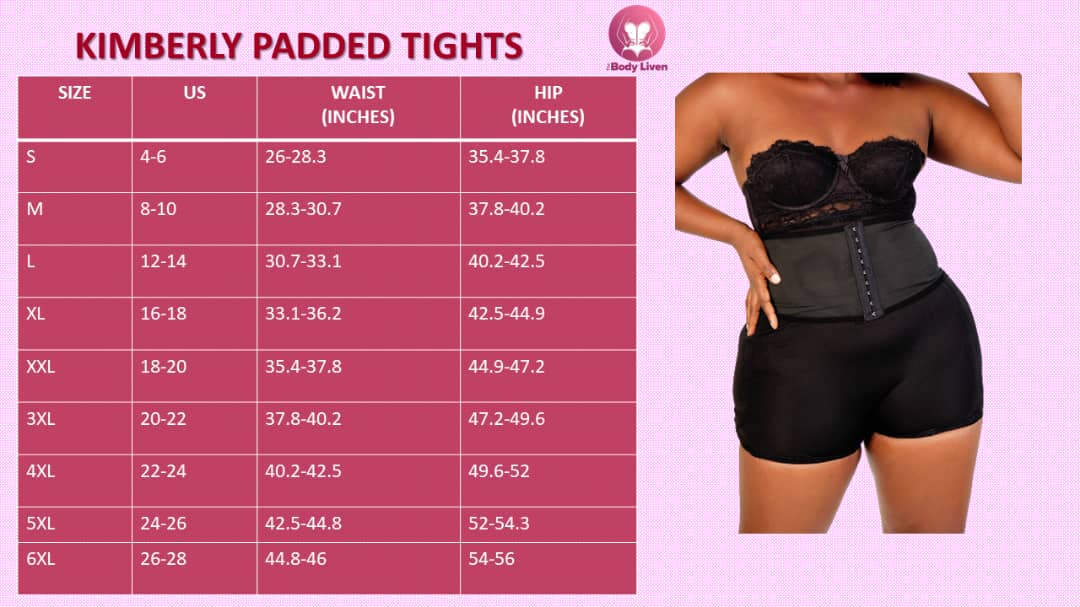 KIMBERLY PADDED TIGHTS
The Body Liven
SIZE US WAIST (INCHES) HIP (INCHES)
S 4-6 26-28.3 35.4-37.8
M 8-10 28.3-30.7 37.8-40.2
L 12-14 30.7-33.1 40.2-42.5
XL 16-18 33.1-36.2 42.5-44.9
XXL 18-20 35.4-37.8 44.9-47.2
3XL 20-22 37.8-40.2 47.2-49.6
4XL 22-24 40.2-42.5 49.6-52
5XL 24-26 42.5-44.8 52-54.3
6XL 26-28 44.8-46 54-56